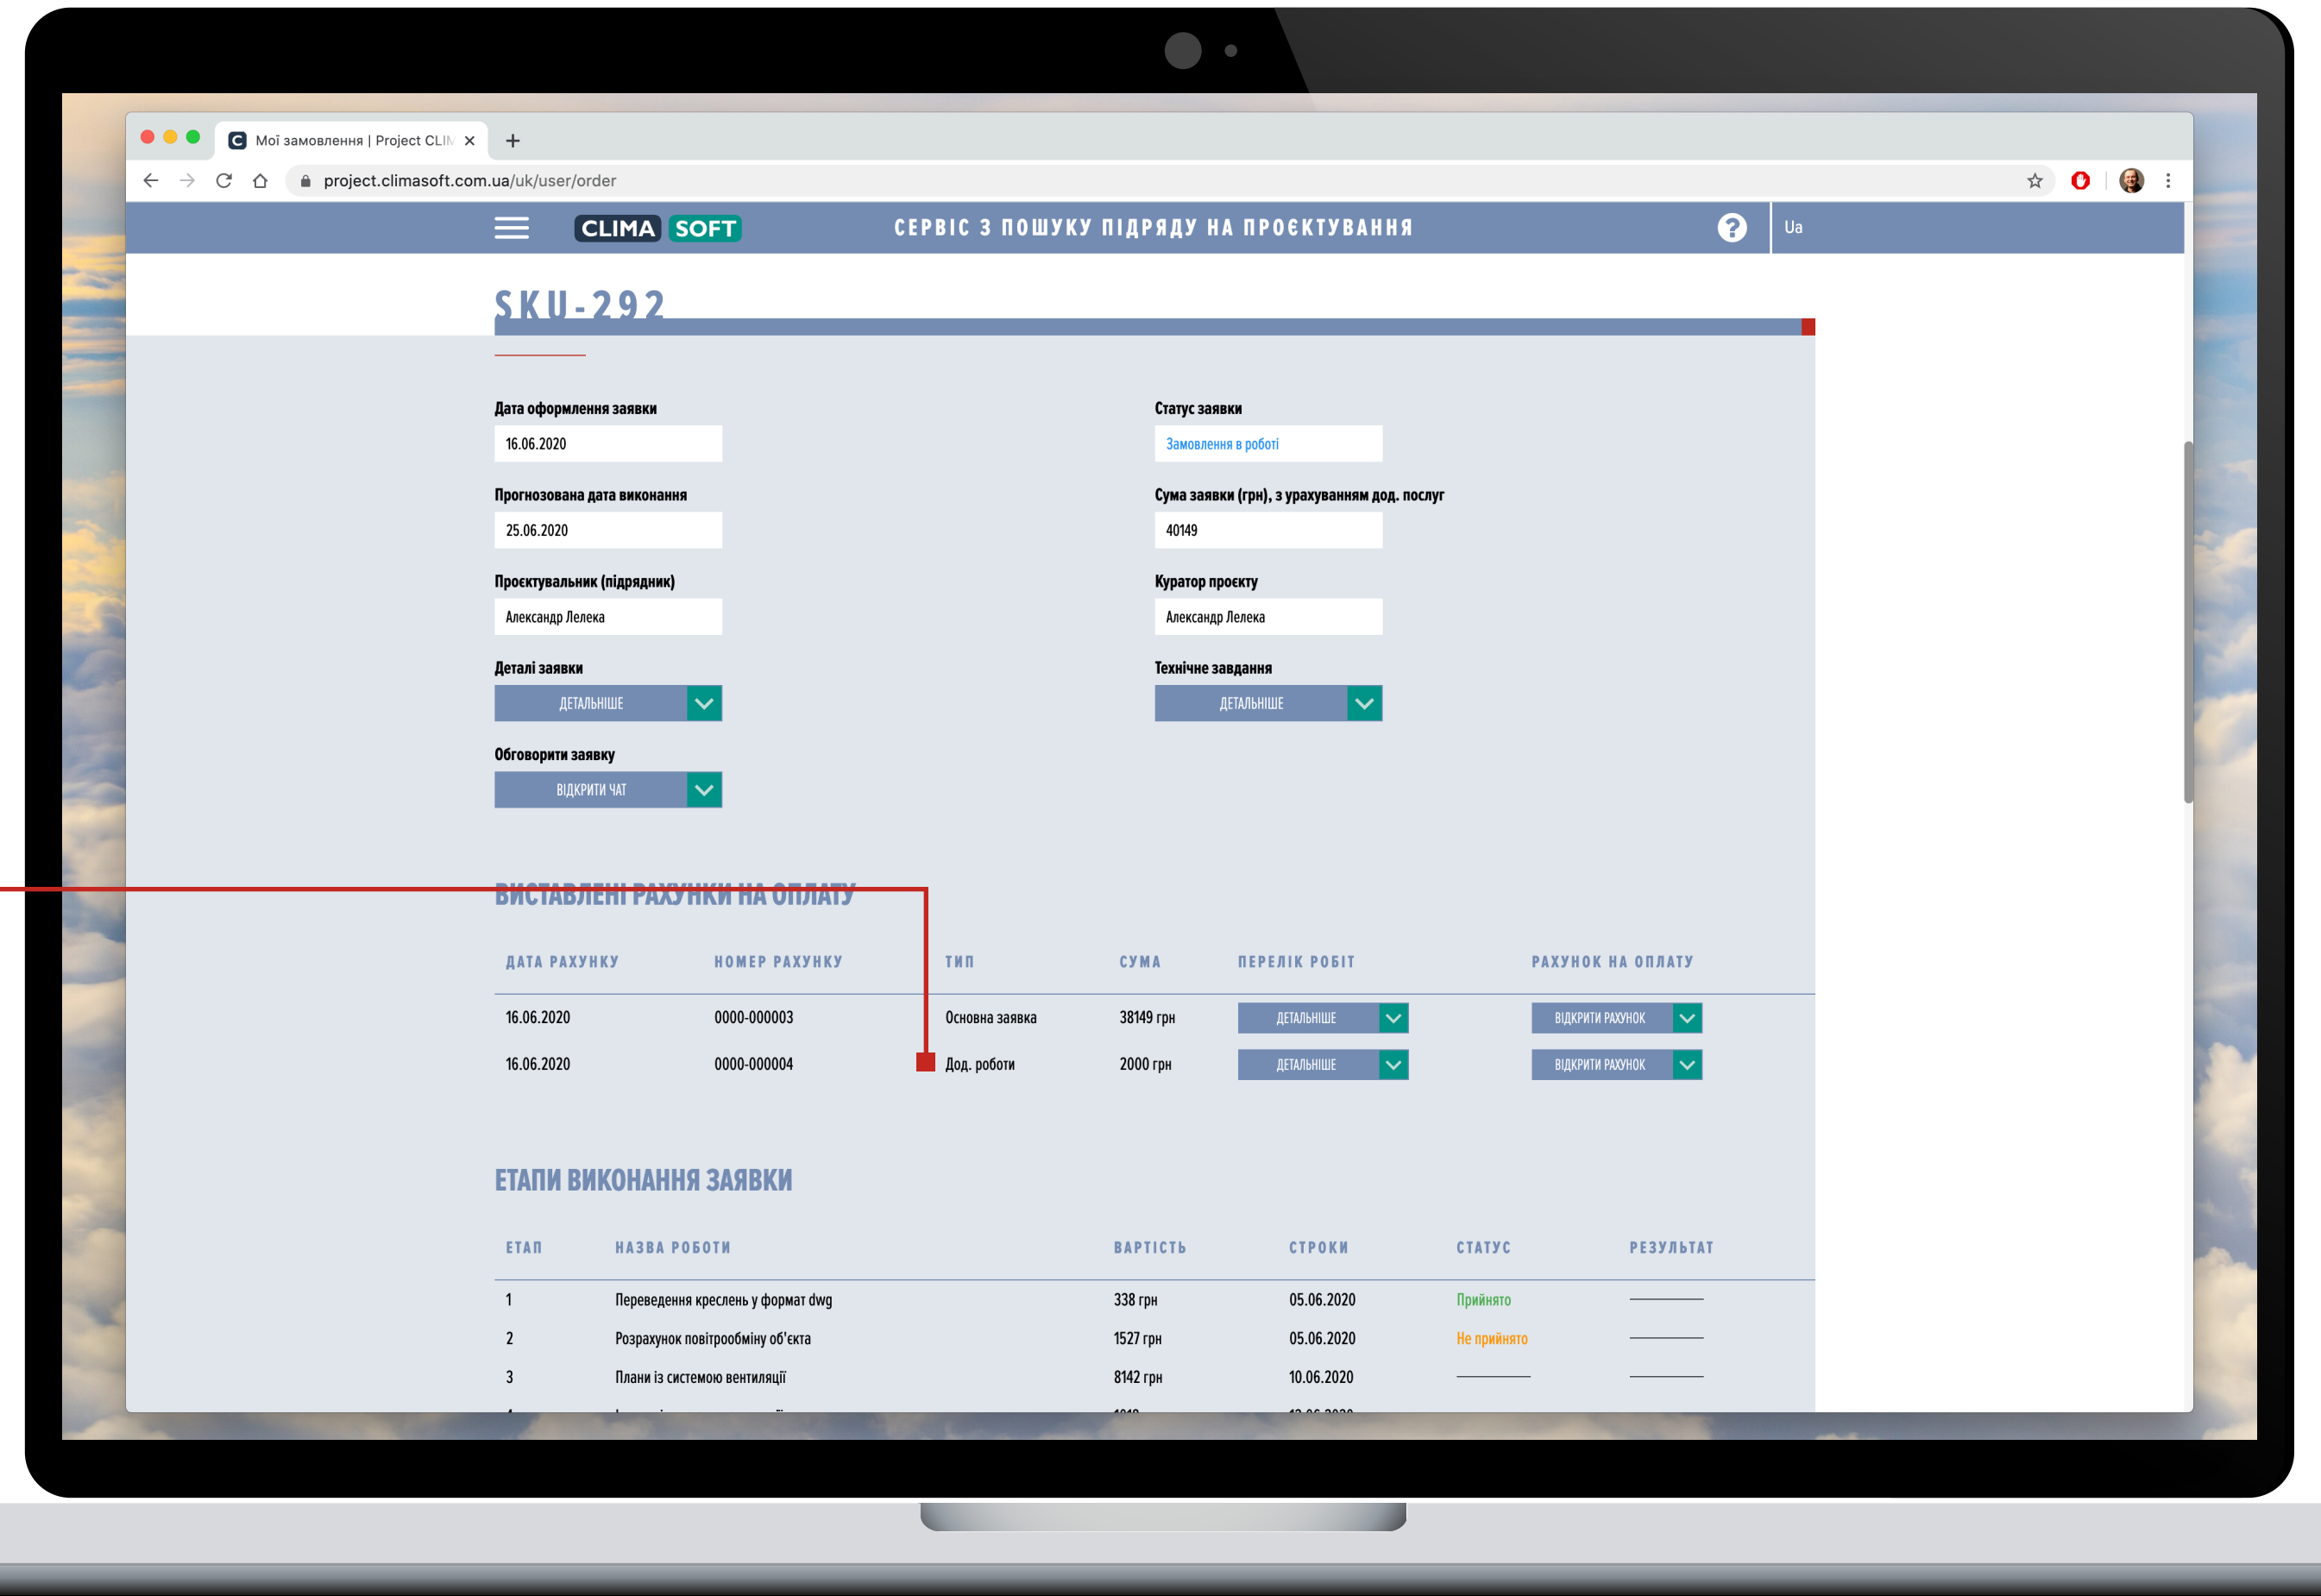 Мої замовлення | Project CLIM
project.climasoft.com.ua/uk/user/order
CLIMA SOFT
СЕРВІС З ПОШУКУ ПІДРЯДУ НА ПРОЄКТУВАННЯ
?
Ua
SKU-292
Дата оформлення заявки
Статус заявки
16.06.2020
Замовлення в роботі
Прогнозована дата виконання
Сума заявки (грн), з урахуванням дод. послуг
25.06.2020
40149
Проєктувальник (підрядник)
Куратор проєкту
Александр Лелека
Александр Лелека
Деталі заявки
Технічне завдання
ДЕТАЛЬНІШЕ
ДЕТАЛЬНІШЕ
Обговорити заявку
ВІДКРИТИ ЧАТ
ВИСТАВЛЕНІ РАХУНКИ НА ОПЛАТУ
ДАТА РАХУНКУ НОМЕР РАХУНКУ ТИП СУМА ПЕРЕЛІК РОБІТ РАХУНОК НА ОПЛАТУ
16.06.2020 0000-000003 Основна заявка 38149 грн ДЕТАЛЬНІШЕ ВІДКРИТИ РАХУНОК
16.06.2020 0000-000004 Дод. роботи 2000 грн ДЕТАЛЬНІШЕ ВІДКРИТИ РАХУНОК
ЕТАПИ ВИКОНАННЯ ЗАЯВКИ
ЕТАП НАЗВА РОБОТИ ВАРТІСТЬ СТРОКИ СТАТУС РЕЗУЛЬТАТ
1 Переведення креслень у формат dwg 338 грн 05.06.2020 Прийнято
2 Розрахунок повітрообміну об'єкта 1527 грн 05.06.2020 Не прийнято
3 Плани із системою вентиляції 8142 грн 10.06.2020